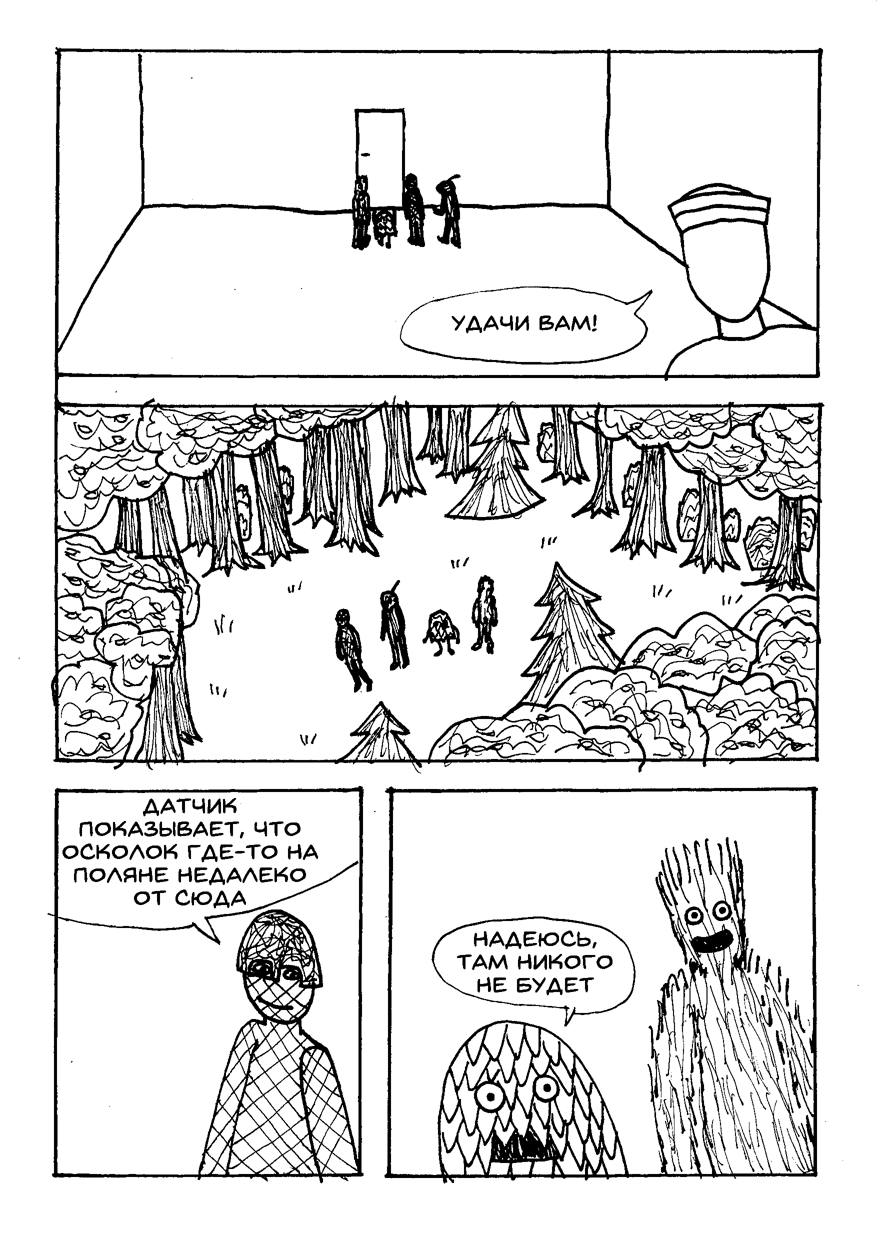 УДАЧИ ВАМ!
ДАТЧИК
ПОКАЗЫВАЕТ, ЧТО
ОСКОЛОК ГДЕ-ТО НА
ПОЛЯНЕ НЕДАЛЕКО
ОТ СЮДА
НАДЕЮСЬ,
ТАМ НИКОГО
НЕ БУДЕТ